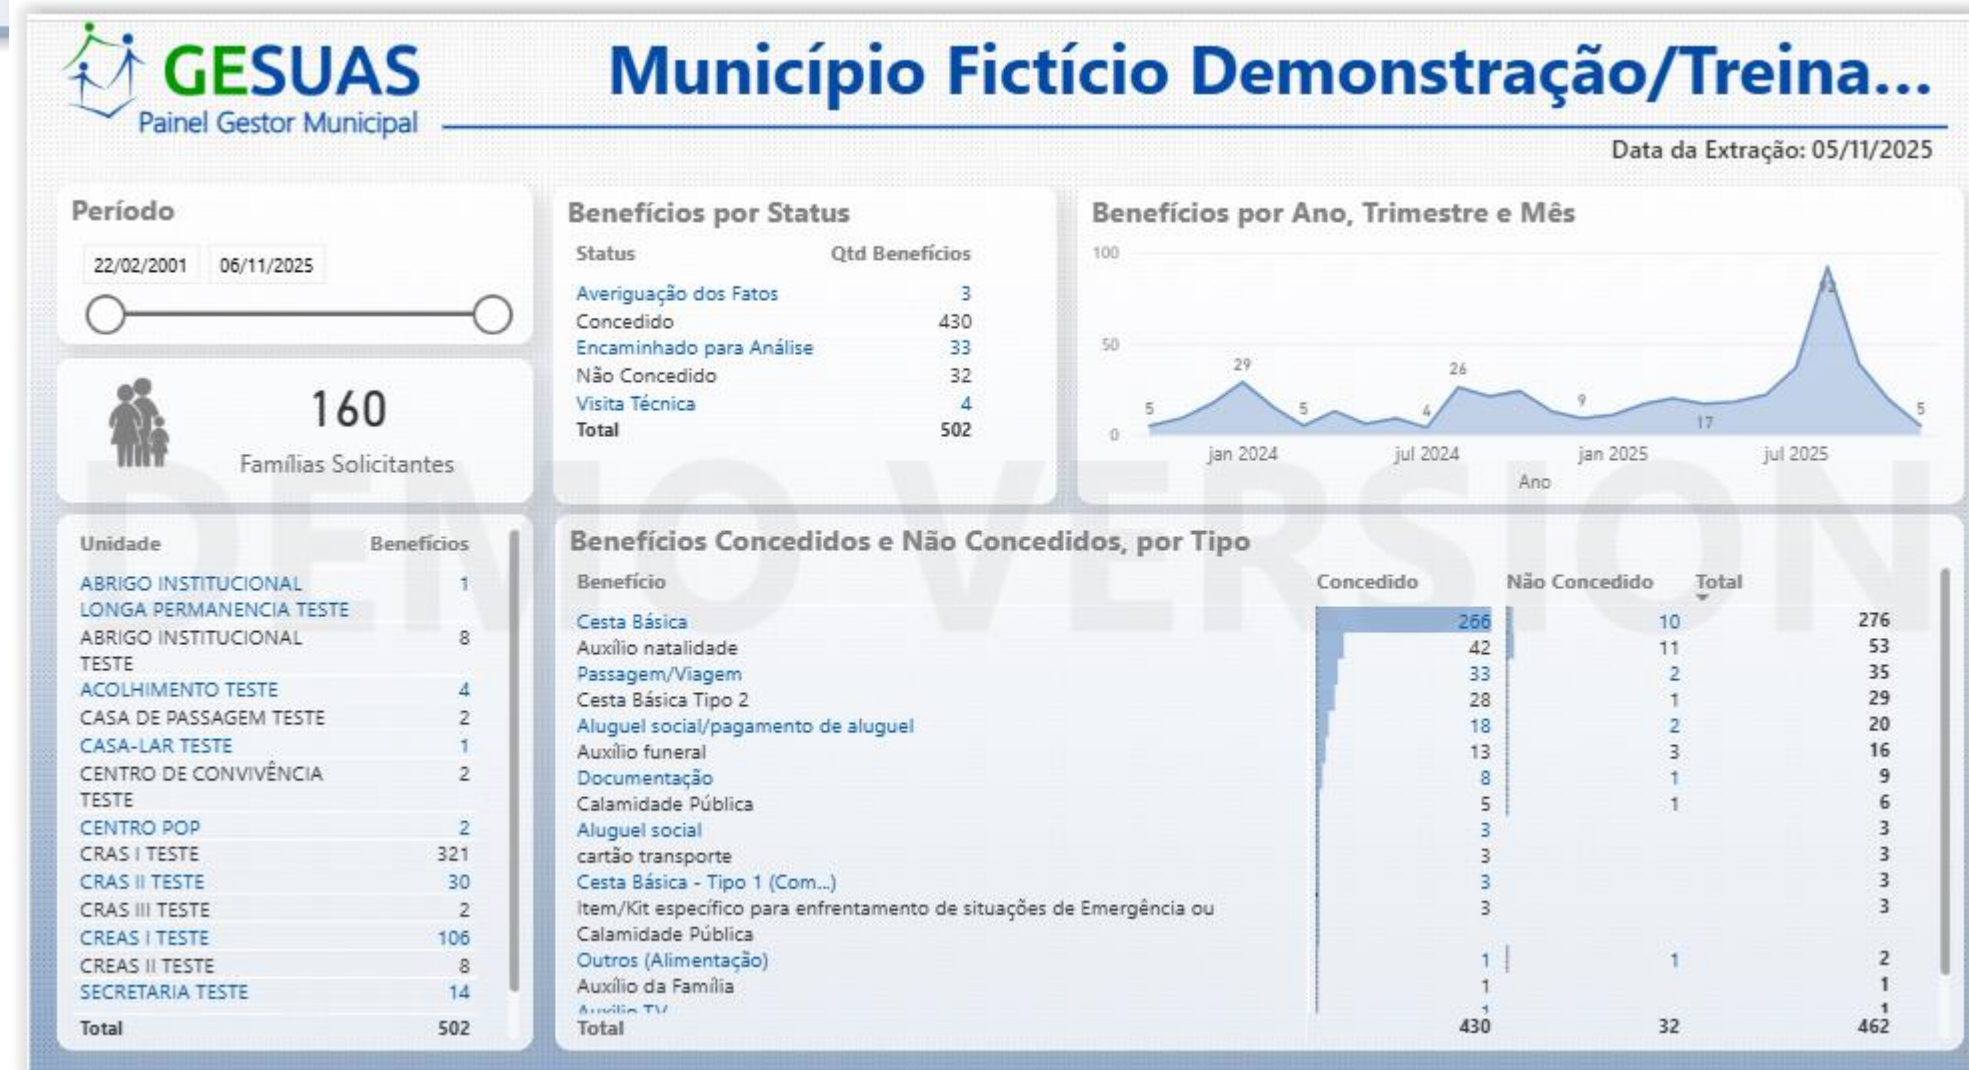 GESUAS
Painel Gestor Municipal
Município Fictício Demonstração/Treina...
Data da Extração: 05/11/2025
Período
22/02/2001 06/11/2025
160
Famílias Solicitantes
Benefícios por Status
Status Qtd Benefícios
Averiguação dos Fatos 3
Concedido 430
Encaminhado para Análise 33
Não Concedido 32
Visita Técnica 4
Total 502
Benefícios por Ano, Trimestre e Mês
100
50
0
5
29
5
4
26
9
17
92
5
jan 2024 jul 2024 jan 2025 jul 2025
Ano
DEMO VERSION
Unidade Benefícios
ABRIGO INSTITUCIONAL 1
LONGA PERMANENCIA TESTE
ABRIGO INSTITUCIONAL 8
TESTE
ACOLHIMENTO TESTE 4
CASA DE PASSAGEM TESTE 2
CASA-LAR TESTE 1
CENTRO DE CONVIVÊNCIA 2
TESTE
CENTRO POP 2
CRAS I TESTE 321
CRAS II TESTE 30
CRAS III TESTE 2
CREAS I TESTE 106
CREAS II TESTE 8
SECRETARIA TESTE 14
Total 502
Benefícios Concedidos e Não Concedidos, por Tipo
Benefício Concedido Não Concedido Total
Cesta Básica 266 10 276
Auxílio natalidade 42 11 53
Passagem/Viagem 33 2 35
Cesta Básica Tipo 2 28 1 29
Aluguel social/pagamento de aluguel 18 2 20
Auxílio funeral 13 3 16
Documentação 8 1 9
Calamidade Pública 5 1 6
Aluguel social 3 3
cartão transporte 3 3
Cesta Básica - Tipo 1 (Com...) 3 3
Item/Kit específico para enfrentamento de situações de Emergência ou 3 3
Calamidade Pública
Outros (Alimentação) 1 1 2
Auxílio da Família 1 1
Total 430 32 462